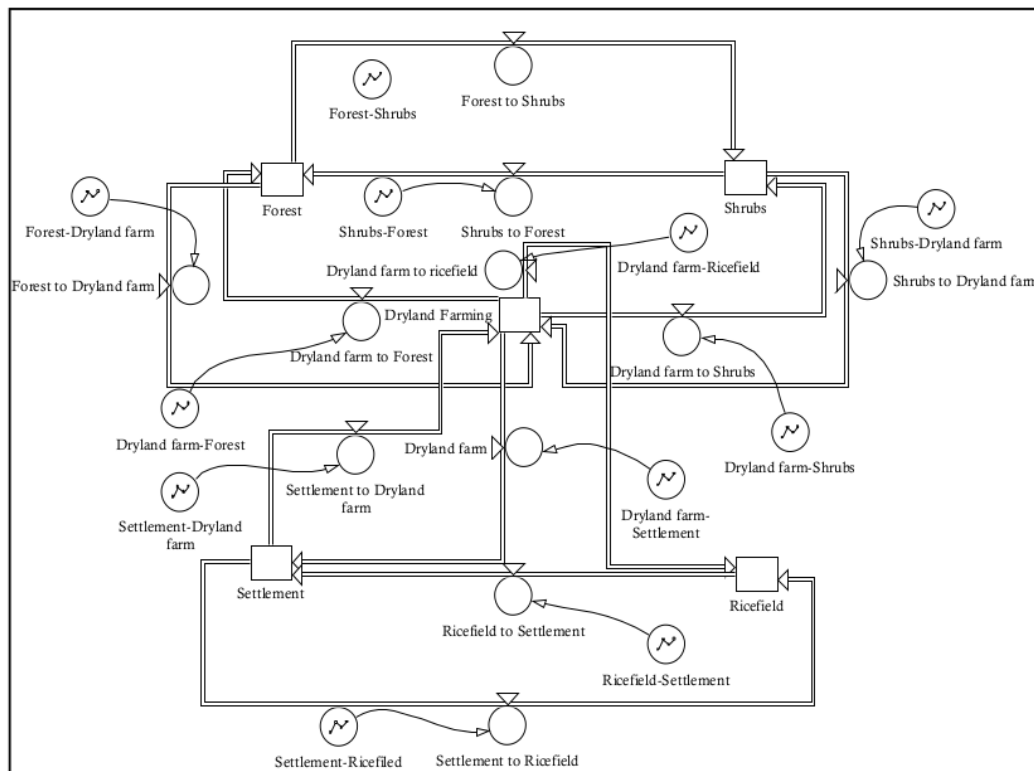 Forest to Shrubs
Forest-Shrubs
Forest
Shrubs
Shrubs-Forest
Shrubs to Forest
Forest-Dryland farm
Shrubs-Dryland farm
Dryland farm to ricefield
Dryland farm-Ricefield
Forest to Dryland farm
Shrubs to Dryland farm
Dryland Farming
Dryland farm to Forest
Dryland farm to Shrubs
Dryland farm-Forest
Dryland farm
Dryland farm-Shrubs
Settlement to Dryland
farm
Settlement-Dryland
farm
Dryland farm-
Settlement
Settlement
Ricefield
Ricefield to Settlement
Ricefield-Settlement
Settlement-Ricefiled
Settlement to Ricefield